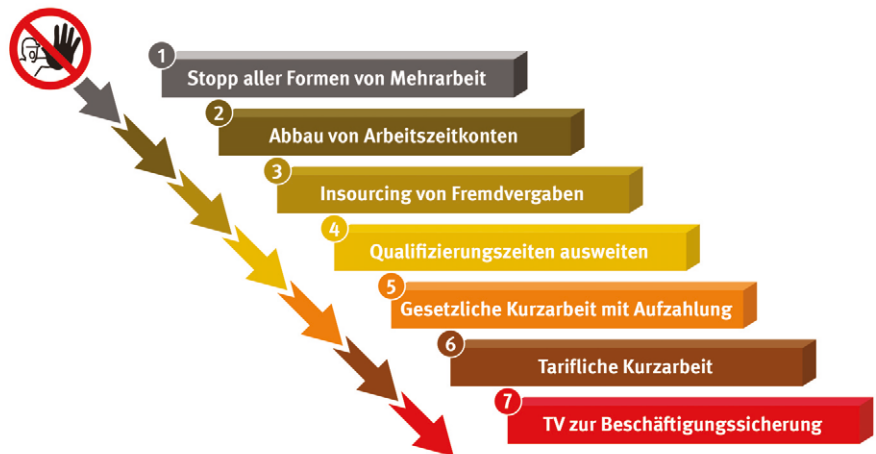 1
Stopp aller Formen von Mehrarbeit
2
Abbau von Arbeitszeitkonten
3
Insourcing von Fremdvergaben
4
Qualifizierungszeiten ausweiten
5
Gesetzliche Kurzarbeit mit Aufzahlung
6
Tarifliche Kurzarbeit
7
TV zur Beschäftigungssicherung